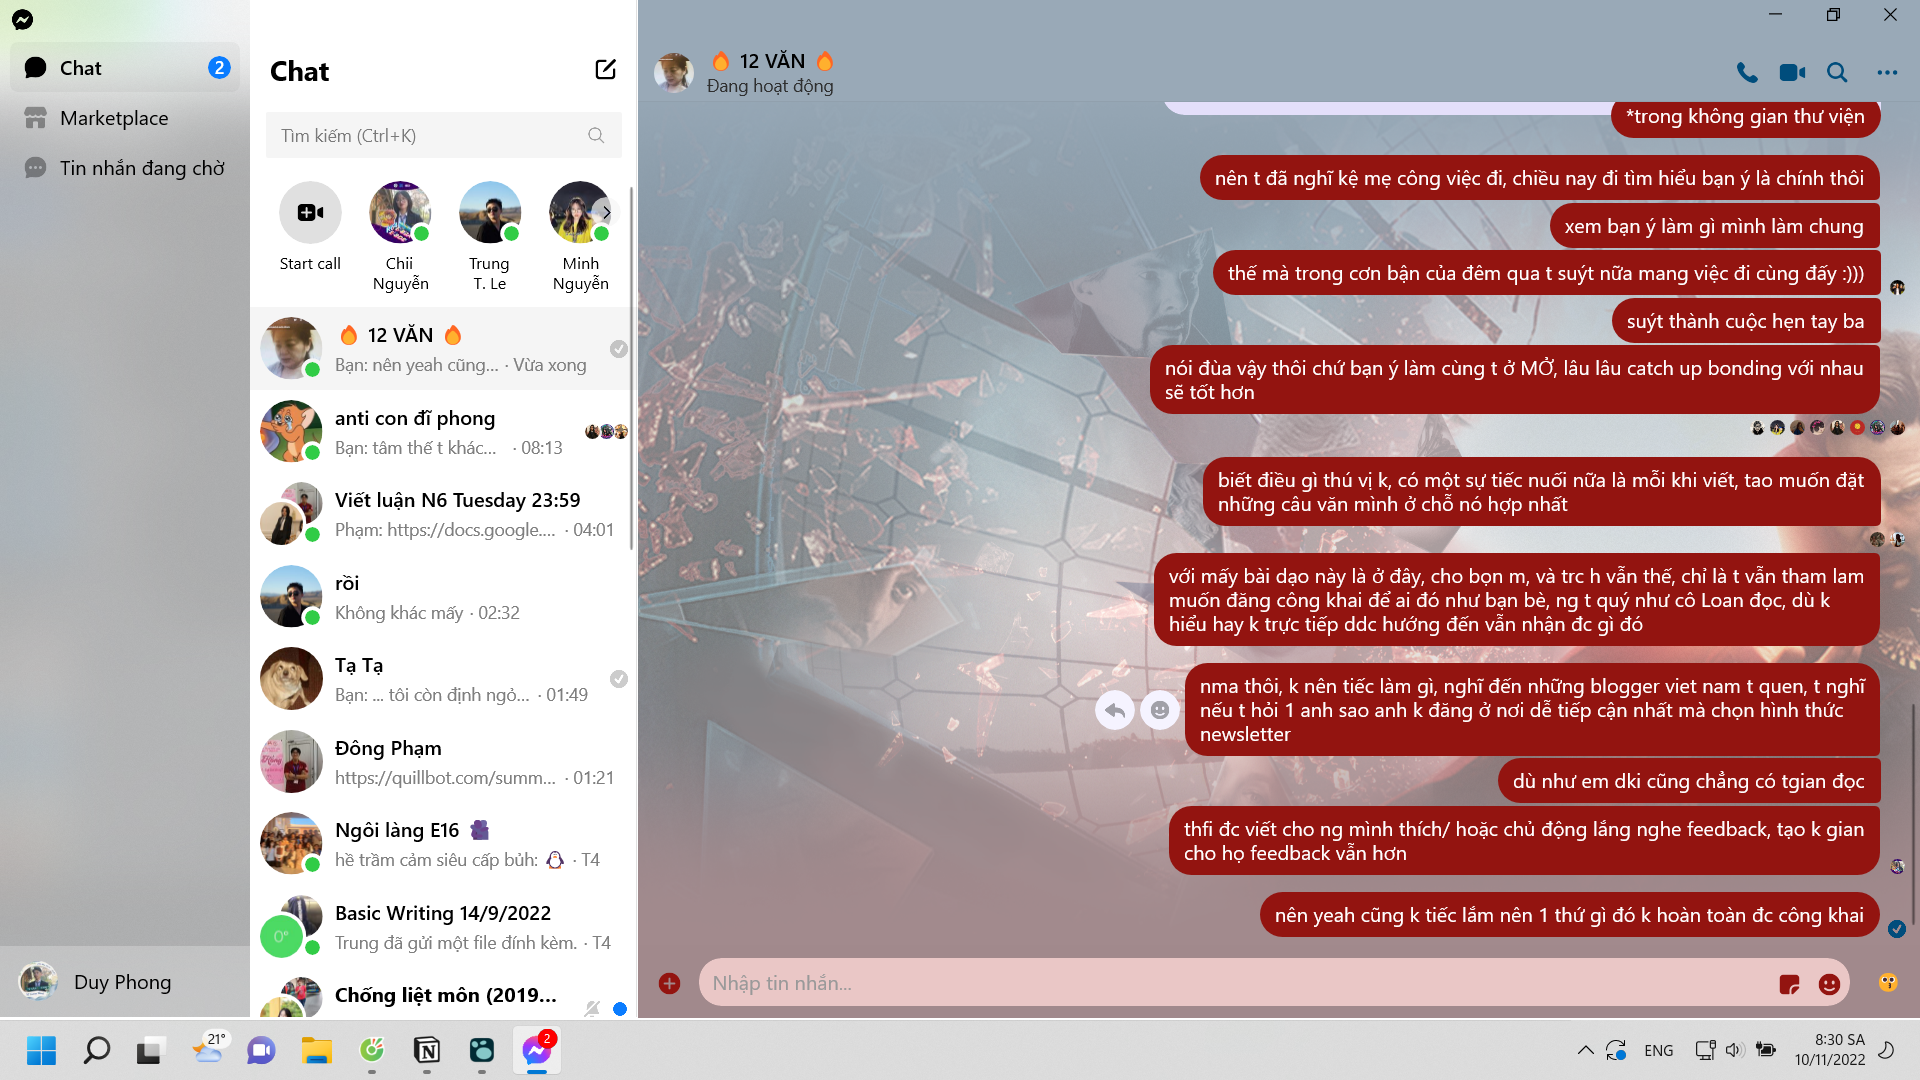 Chat
2
Marketplace
Tin nhắn đang chờ
Duy Phong
Chat
Tìm kiếm (Ctrl+K)
Start call
Chii
Nguyễn
Trung
T. Le
Minh
Nguyễn
🔥 12 VĂN 🔥
Bạn: nên yeah cũng... · Vừa xong
anti con đĩ phong
Bạn: tâm thế t khác... · 08:13
Viết luận N6 Tuesday 23:59
Phạm: https://docs.google.... · 04:01
rồi
Không khác mấy · 02:32
Tạ Tạ
Bạn: ... tôi còn định ngỏ... · 01:49
Đông Phạm
https://quillbot.com/summ... · 01:21
Ngôi làng E16
hề trầm cảm siêu cấp bủh: 🐧 · T4
Basic Writing 14/9/2022
Trung đã gửi một file đính kèm. · T4
Chống liệt môn (2019...
🔥 12 VĂN 🔥
Đang hoạt động
*trong không gian thư viện
nên t đã nghĩ kệ mẹ công việc đi, chiều nay đi tìm hiểu bạn ý là chính thôi
xem bạn ý làm gì mình làm chung
thế mà trong cơn bận của đêm qua t suýt nữa mang việc đi cùng đấy :)))
suýt thành cuộc hẹn tay ba
nói đùa vậy thôi chứ bạn ý làm cùng t ở MỞ, lâu lâu catch up bonding với nhau
sẽ tốt hơn
biết điều gì thú vị k, có một sự tiếc nuối nữa là mỗi khi viết, tao muốn đặt
những câu văn mình ở chỗ nó hợp nhất
với mấy bài dạo này là ở đây, cho bọn m, và trc h vẫn thế, chỉ là t vẫn tham lam
muốn đăng công khai để ai đó như bạn bè, ng t quý như cô Loan đọc, dù k
hiểu hay k trực tiếp ddc hướng đến vẫn nhận đc gì đó
nma thôi, k nên tiếc làm gì, nghĩ đến những blogger viet nam t quen, t nghĩ
nếu t hỏi 1 anh sao anh k đăng ở nơi dễ tiếp cận nhất mà chọn hình thức
newsletter
dù như em dki cũng chẳng có tgian đọc
thfi đc viết cho ng mình thích/ hoặc chủ động lắng nghe feedback, tạo k gian
cho họ feedback vẫn hơn
nên yeah cũng k tiếc lắm nên 1 thứ gì đó k hoàn toàn đc công khai
Nhập tin nhắn...
21°
2
ENG
8:30 SA
10/11/2022